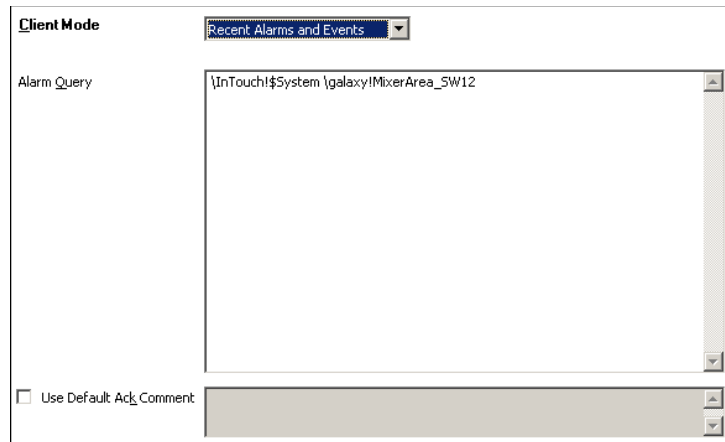 Client Mode
Recent Alarms and Events
Alarm Query
\InTouch!$System \galaxy!MixerArea_SW12
Use Default Ack Comment